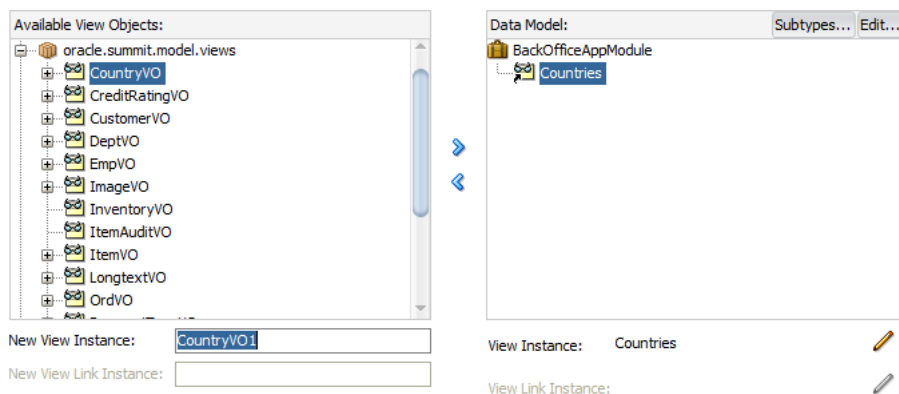 Available View Objects:
oracle.summit.model.views
CountryVO
CreditRatingVO
CustomerVO
DeptVO
EmpVO
ImageVO
InventoryVO
ItemAuditVO
ItemVO
LongtextVO
OrdVO
New View Instance: CountryVO1
New View Link Instance:
Data Model: Subtypes... Edit...
BackOfficeAppModule
Countries
View Instance: Countries
View Link Instance: